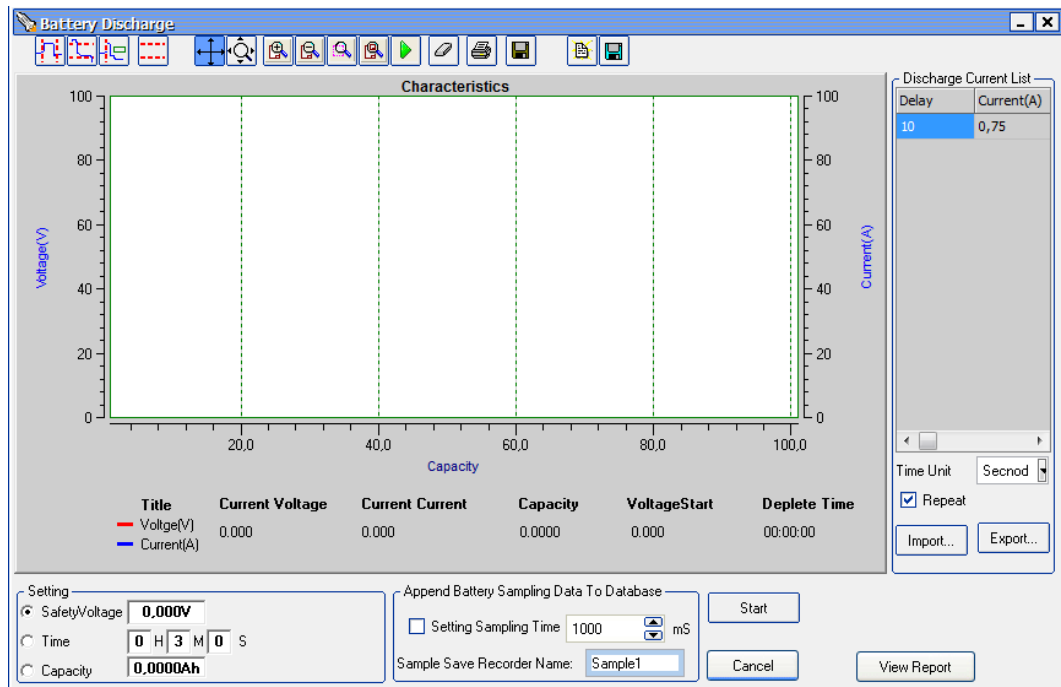 Battery Discharge
Characteristics
100
80
60
40
20
0
Voltage(V)
100
80
60
40
20
0
Current(A)
20,0 40,0 60,0 80,0 100,0
Capacity
Title Current Voltage Current Current Capacity VoltageStart Deplete Time
Voltge(V) 0.000 0.000 0.0000 0.000 00:00:00
Current(A)
Discharge Current List
Delay Current(A)
10 0,75
Time Unit Secnod
Repeat
Import... Export...
Setting
SafetyVoltage 0,000V
Time 0 H 3 M 0 S
Capacity 0,0000Ah
Append Battery Sampling Data To Database
Setting Sampling Time 1000 mS
Sample Save Recorder Name: Sample1
Start
Cancel
View Report